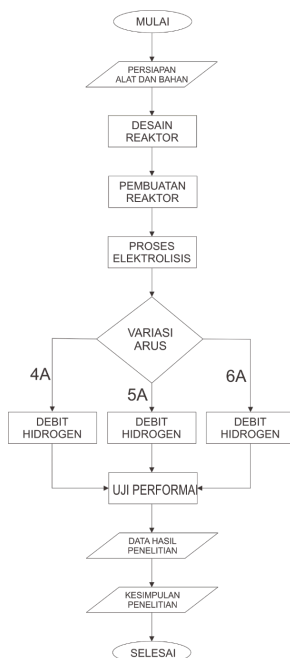 MULAI
PERSIAPAN
ALAT DAN BAHAN
DESAIN
REAKTOR
PEMBUATAN
REAKTOR
PROSES
ELEKTROLISIS
VARIASI
ARUS
4A
5A
6A
DEBIT
HIDROGEN
DEBIT
HIDROGEN
DEBIT
HIDROGEN
UJI PERFORMA
DATA HASIL
PENELITIAN
KESIMPULAN
PENELITIAN
SELESAI